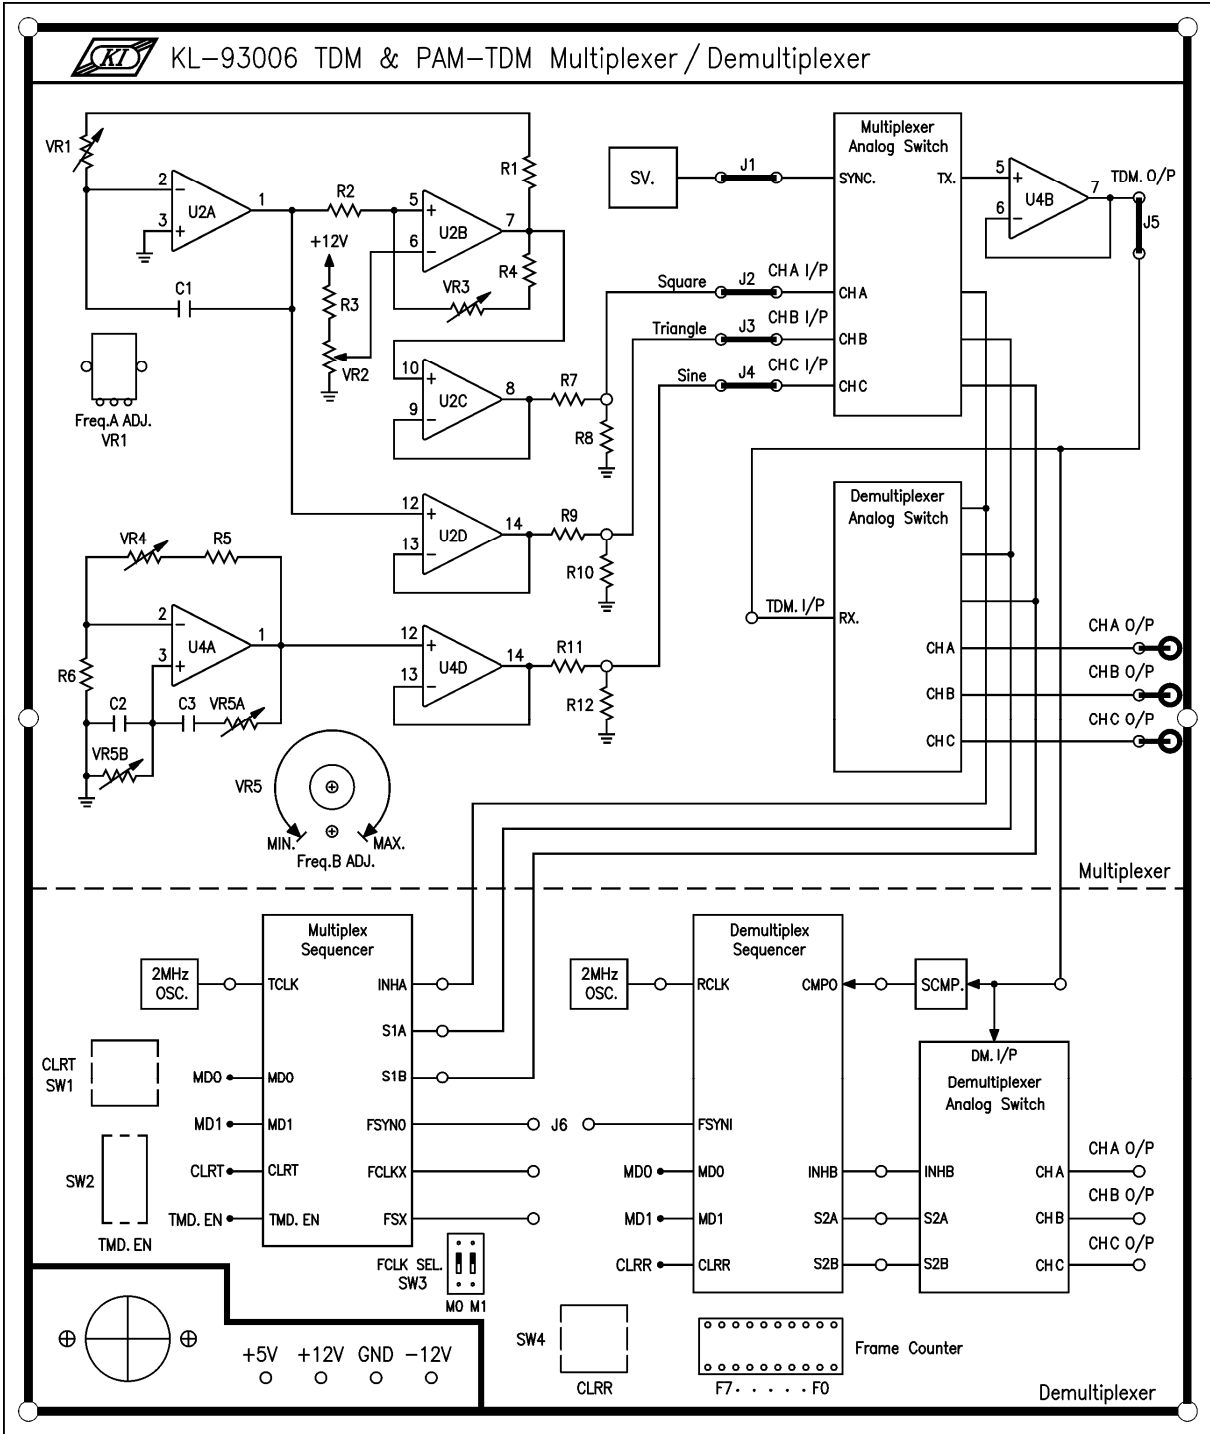 KI KL-93006 TDM & PAM-TDM Multiplexer / Demultiplexer
VR1
2
3
U2A
1
R2
+12V
R3
VR2
5
6
U2B
7
R1
R4
VR3
C1
Freq.A ADJ.
VR1
10
9
U2C
8
R7
R8
12
13
U2D
14
R9
R10
VR4
R5
2
3
U4A
1
R6
C2
C3
VR5A
VR5B
12
13
U4D
14
R11
R12
VR5
MIN.
MAX.
Freq.B ADJ.
SV.
J1
Square
J2
CHA I/P
Triangle
J3
CHB I/P
Sine
J4
CHC I/P
Multiplexer
Analog Switch
SYNC.
TX.
CHA
CHB
CHC
5
6
U4B
7
TDM. O/P
J5
Demultiplexer
Analog Switch
TDM. I/P
RX.
CHA
CHB
CHC
CHA O/P
CHB O/P
CHC O/P
Multiplexer
Multiplex
Sequencer
2MHz
OSC.
TCLK
INHA
S1A
S1B
CLRT
SW1
MD0
MD0
MD1
MD1
FSYNO
J6
CLRT
CLRT
FCLKX
TMD. EN
TMD. EN
FSX
SW2
TMD. EN
FCLK SEL.
SW3
M0 M1
Demultiplex
Sequencer
2MHz
OSC.
RCLK
CMPO
SCMP.
FSYNI
MD0
MD0
INHB
MD1
MD1
S2A
CLRR
CLRR
S2B
DM. I/P
Demultiplexer
Analog Switch
INHB
CHA
S2A
CHB
S2B
CHC
CHA O/P
CHB O/P
CHC O/P
SW4
CLRR
Frame Counter
F7 . . . . . F0
+5V
+12V
GND
-12V
Demultiplexer